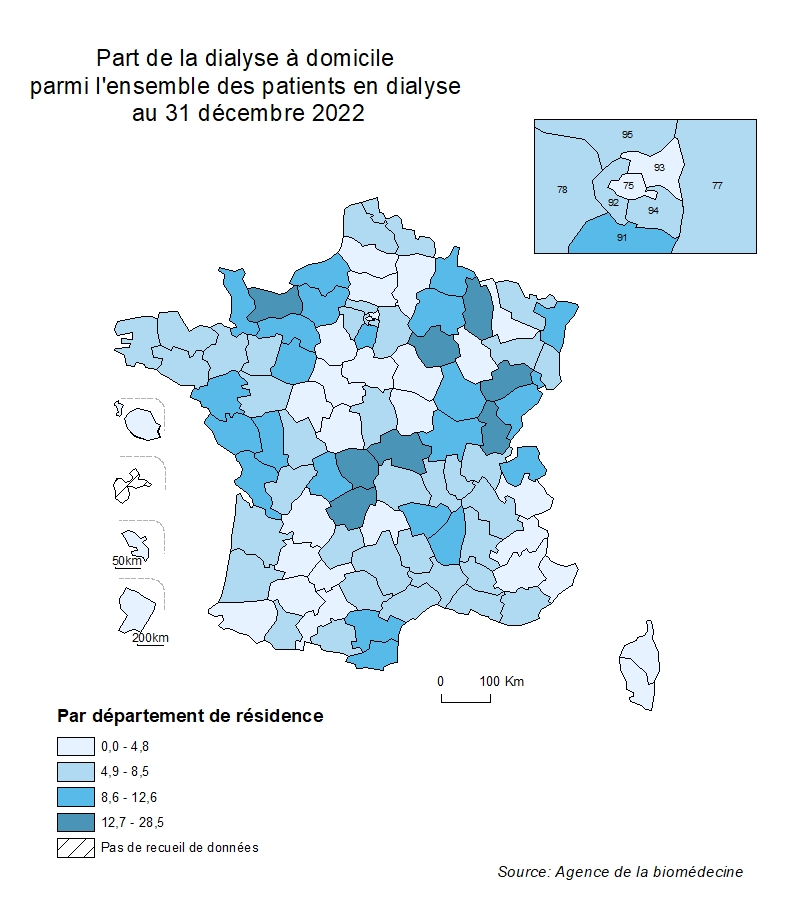 Part de la dialyse à domicile
parmi l'ensemble des patients en dialyse
au 31 décembre 2022
95
93
78
75
77
92
94
91
50km
200km
0 100 Km
Par département de résidence
0,0 - 4,8
4,9 - 8,5
8,6 - 12,6
12,7 - 28,5
Pas de recueil de données
Source: Agence de la biomédecine